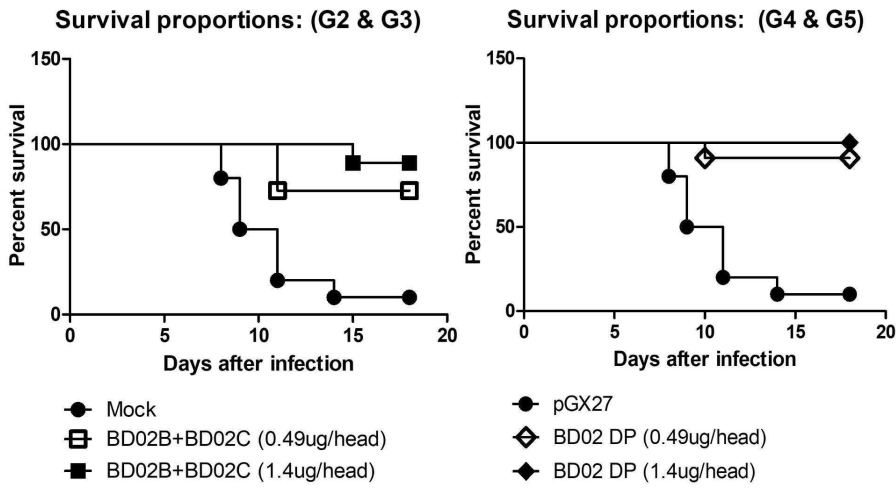 Survival proportions: (G2 & G3)
150
100
50
0
Percent survival
0 5 10 15 20
Days after infection
Mock
BD02B+BD02C (0.49ug/head)
BD02B+BD02C (1.4ug/head)
Survival proportions: (G4 & G5)
150
100
50
0
Percent survival
0 5 10 15 20
Days after infection
pGX27
BD02 DP (0.49ug/head)
BD02 DP (1.4ug/head)